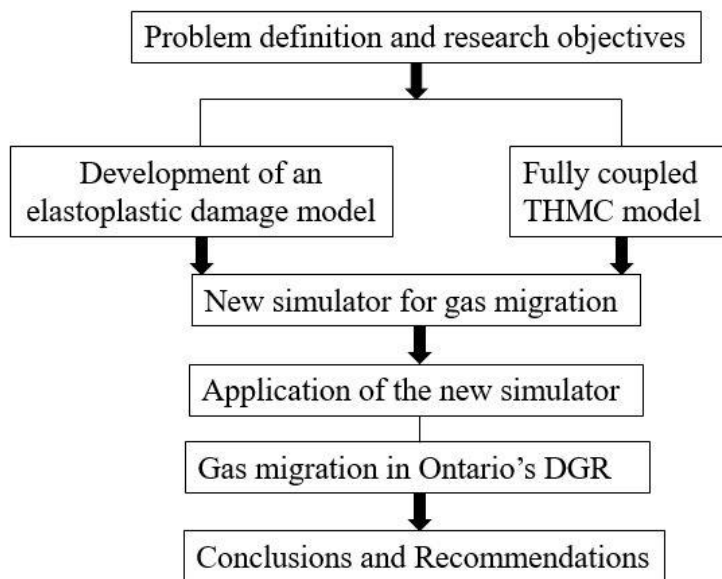 Problem definition and research objectives
Development of an
elastoplastic damage model
Fully coupled
THMC model
New simulator for gas migration
Application of the new simulator
Gas migration in Ontario’s DGR
Conclusions and Recommendations